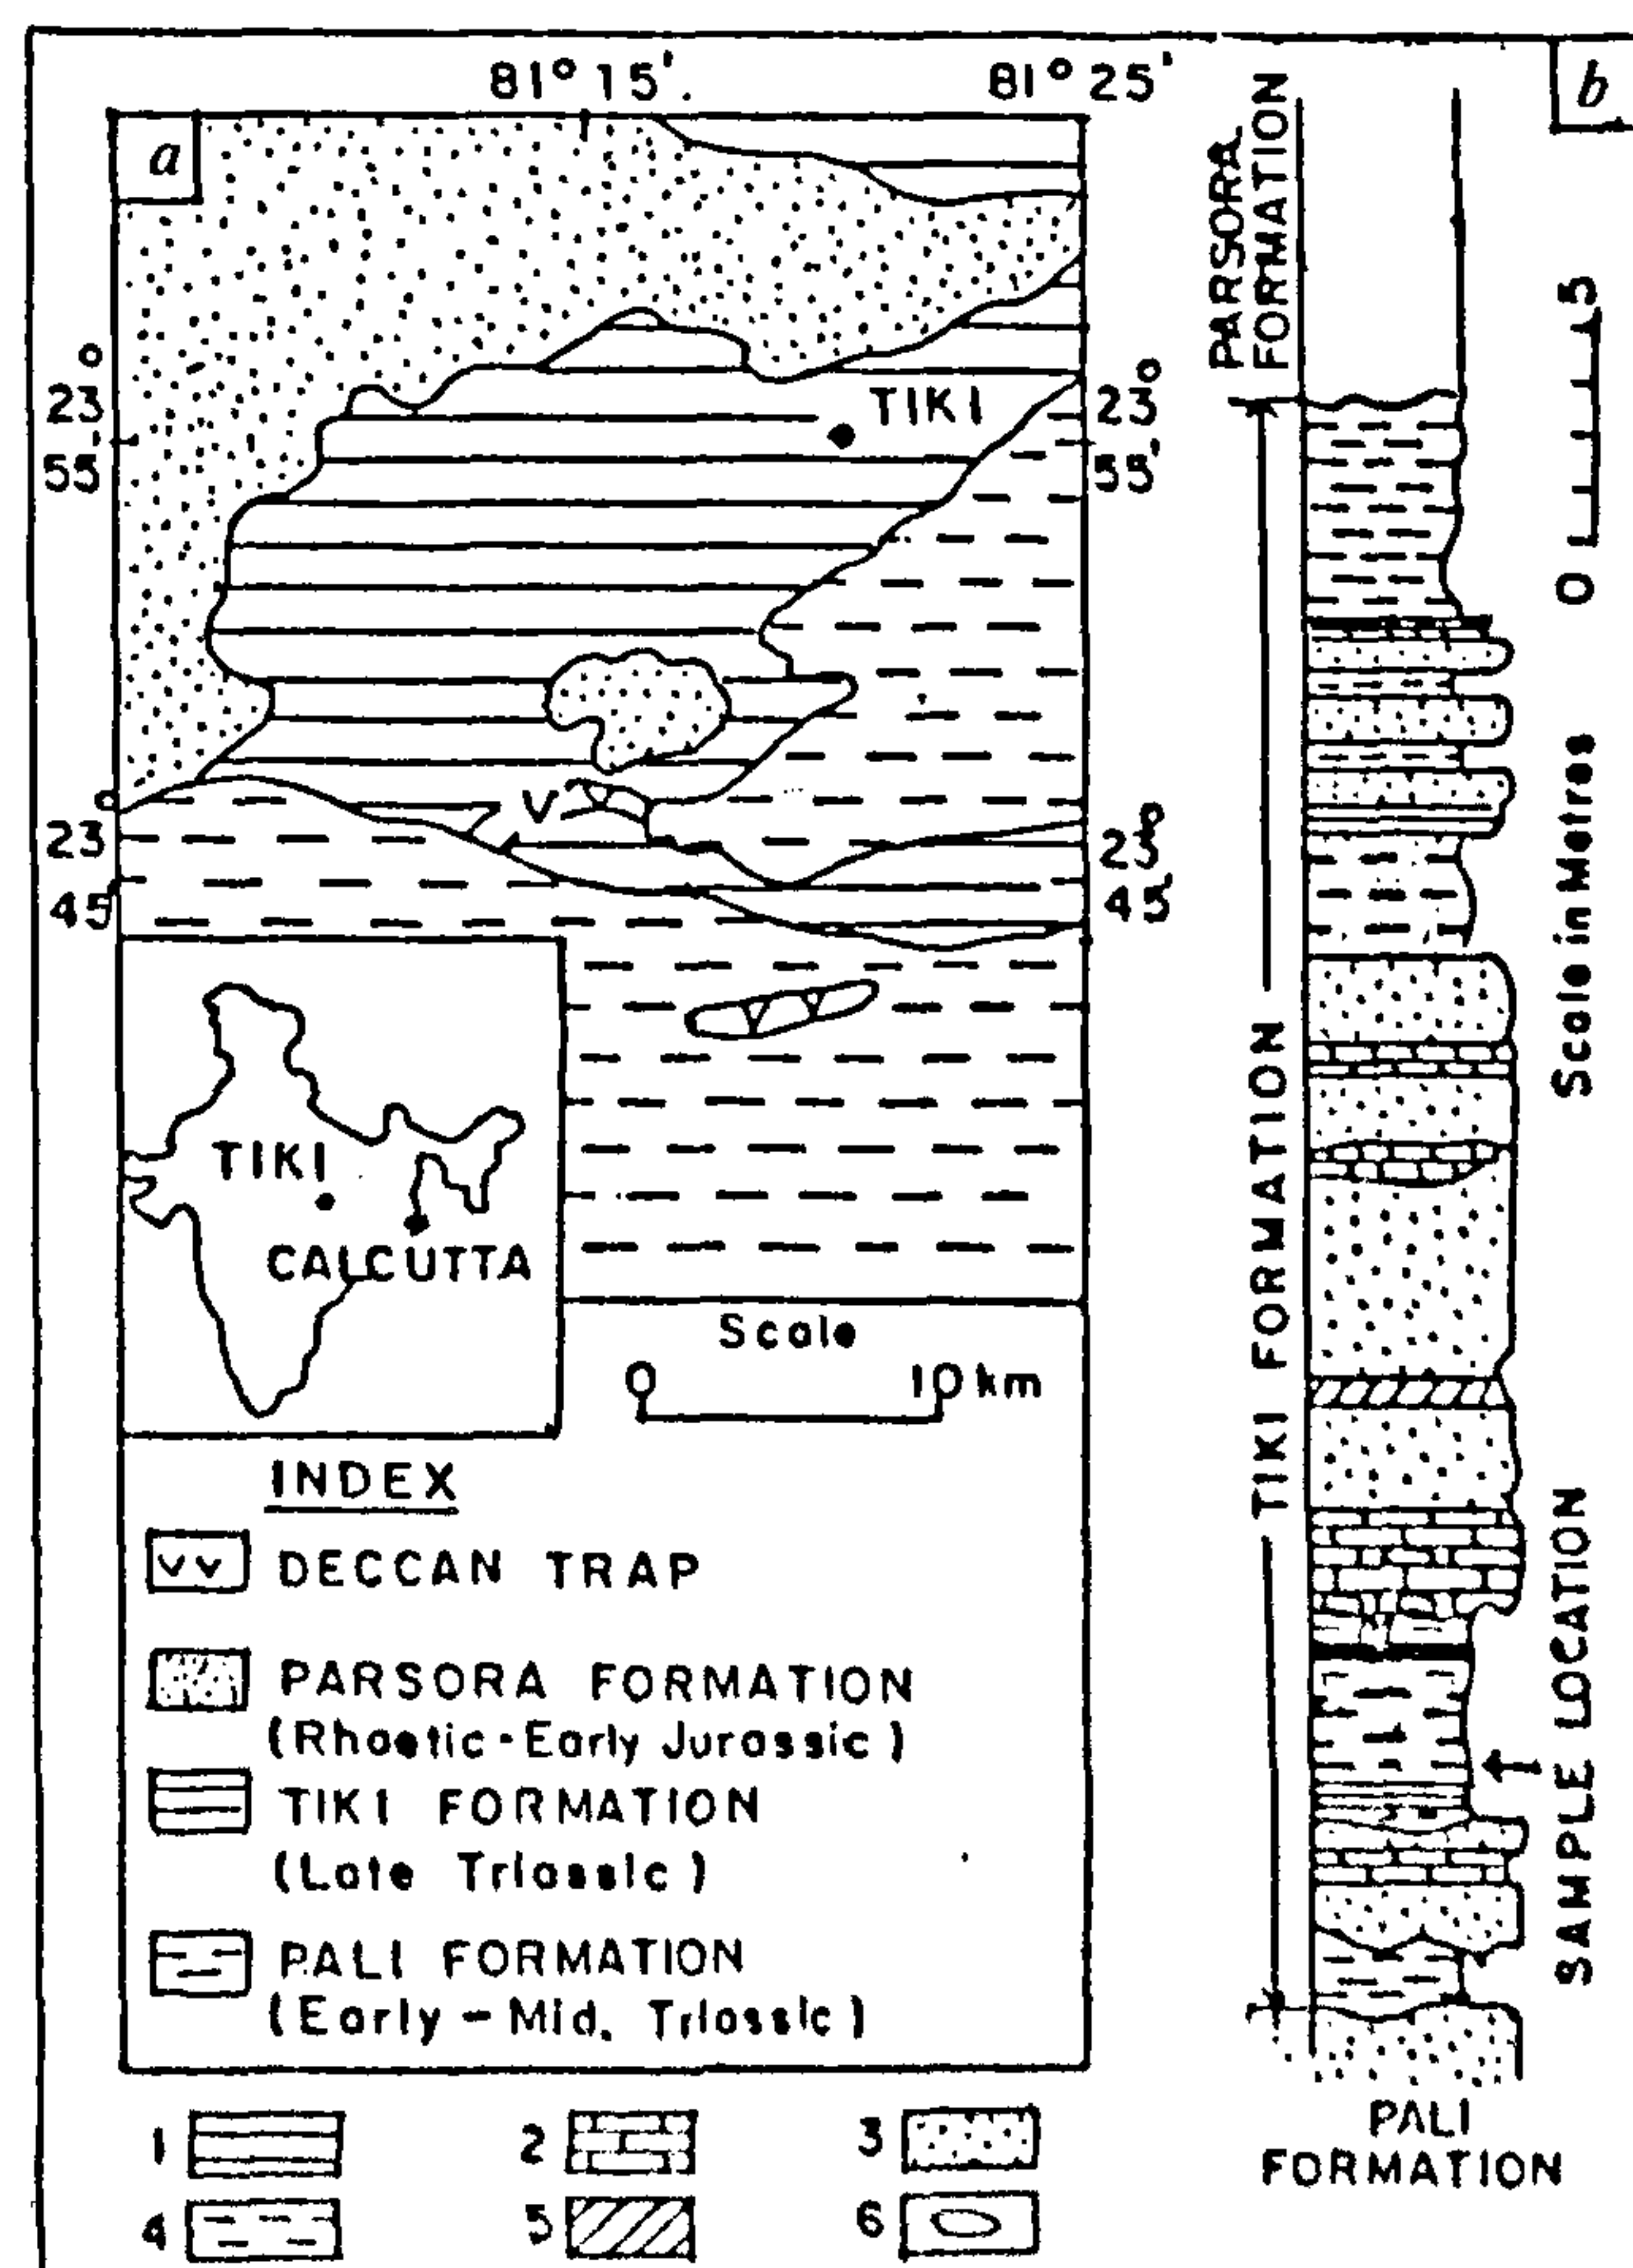 81° 15'.
81° 25'
a
b
TIKI
23°
55'
23°
55'
23°
45'
23°
45'
V
TIKI
CALCUTTA
Scale
0 10 km
INDEX
V V DECCAN TRAP
PARSORA FORMATION
(Rhaetic - Early Jurassic)
TIKI FORMATION
(Late Triassic)
PALI FORMATION
(Early - Mid. Triassic)
1
2
3
4
5
6
PARSORA
FORMATION
TIKI FORMATION
PALI
FORMATION
0 5
Scale in Metres
SAMPLE LOCATION